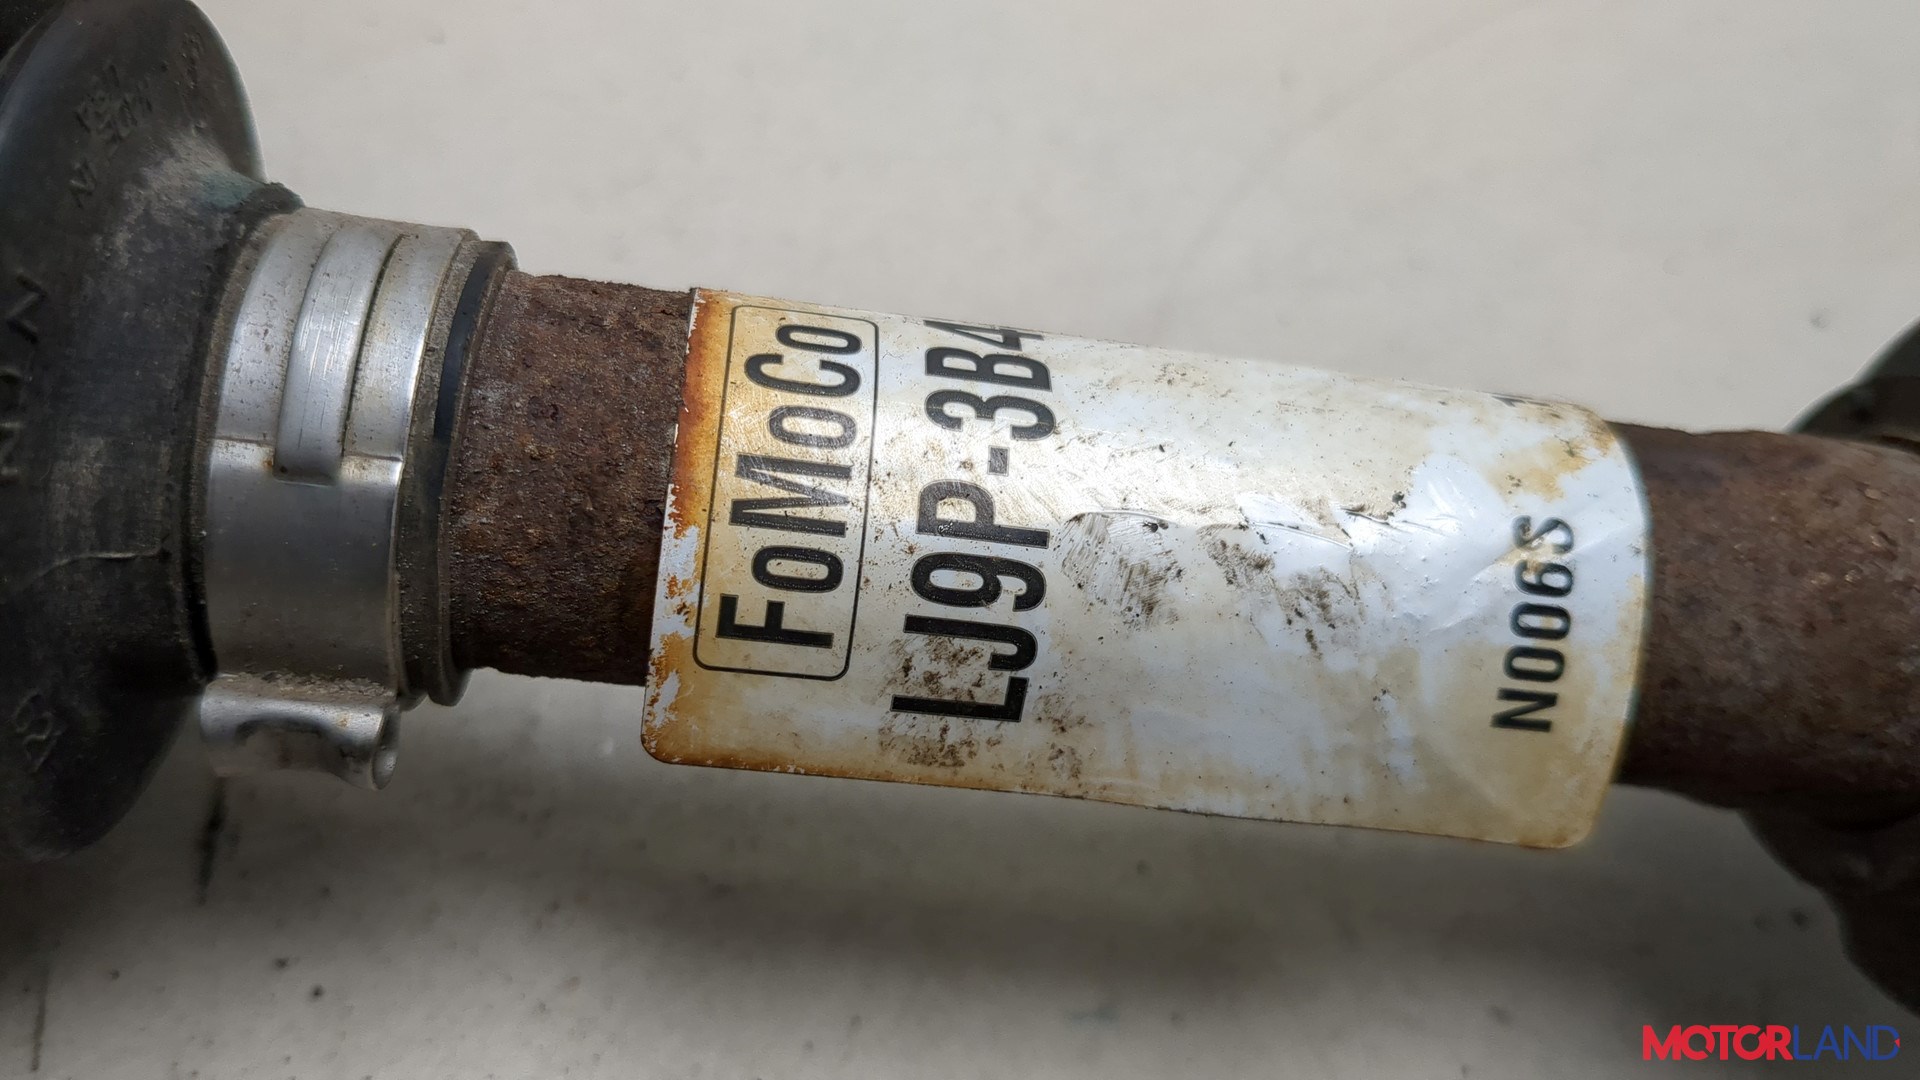 FoMoCo
LJ9P-3B4
N006S
MOTORLAND